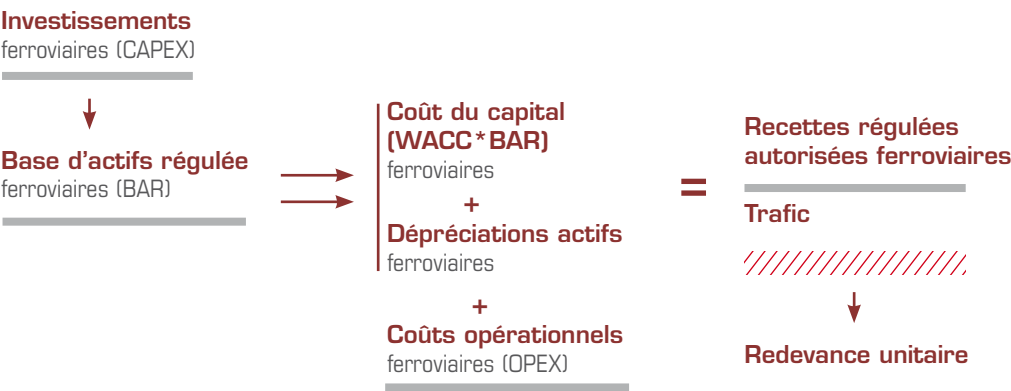 Investissements
ferroviaires (CAPEX)
Base d'actifs régulée
ferroviaires (BAR)
Coût du capital
(WACC*BAR)
ferroviaires
+
Dépréciations actifs
ferroviaires
+
Coûts opérationnels
ferroviaires (OPEX)
=
Recettes régulées
autorisées ferroviaires
Trafic
Redevance unitaire